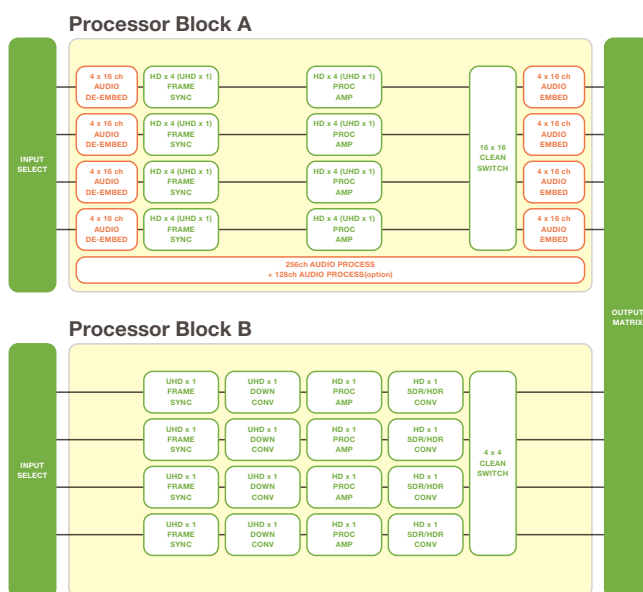 Processor Block A
INPUT
SELECT
4 x 16 ch
AUDIO
DE-EMBED
HD x 4 (UHD x 1)
FRAME
SYNC
HD x 4 (UHD x 1)
PROC
AMP
4 x 16 ch
AUDIO
EMBED
4 x 16 ch
AUDIO
DE-EMBED
HD x 4 (UHD x 1)
FRAME
SYNC
HD x 4 (UHD x 1)
PROC
AMP
16 x 16
CLEAN
SWITCH
4 x 16 ch
AUDIO
EMBED
4 x 16 ch
AUDIO
DE-EMBED
HD x 4 (UHD x 1)
FRAME
SYNC
HD x 4 (UHD x 1)
PROC
AMP
4 x 16 ch
AUDIO
EMBED
4 x 16 ch
AUDIO
DE-EMBED
HD x 4 (UHD x 1)
FRAME
SYNC
HD x 4 (UHD x 1)
PROC
AMP
4 x 16 ch
AUDIO
EMBED
256ch AUDIO PROCESS
+ 128ch AUDIO PROCESS(option)
OUTPUT
MATRIX
Processor Block B
INPUT
SELECT
UHD x 1
FRAME
SYNC
UHD x 1
DOWN
CONV
HD x 1
PROC
AMP
HD x 1
SDR/HDR
CONV
UHD x 1
FRAME
SYNC
UHD x 1
DOWN
CONV
HD x 1
PROC
AMP
HD x 1
SDR/HDR
CONV
4 x 4
CLEAN
SWITCH
UHD x 1
FRAME
SYNC
UHD x 1
DOWN
CONV
HD x 1
PROC
AMP
HD x 1
SDR/HDR
CONV
UHD x 1
FRAME
SYNC
UHD x 1
DOWN
CONV
HD x 1
PROC
AMP
HD x 1
SDR/HDR
CONV